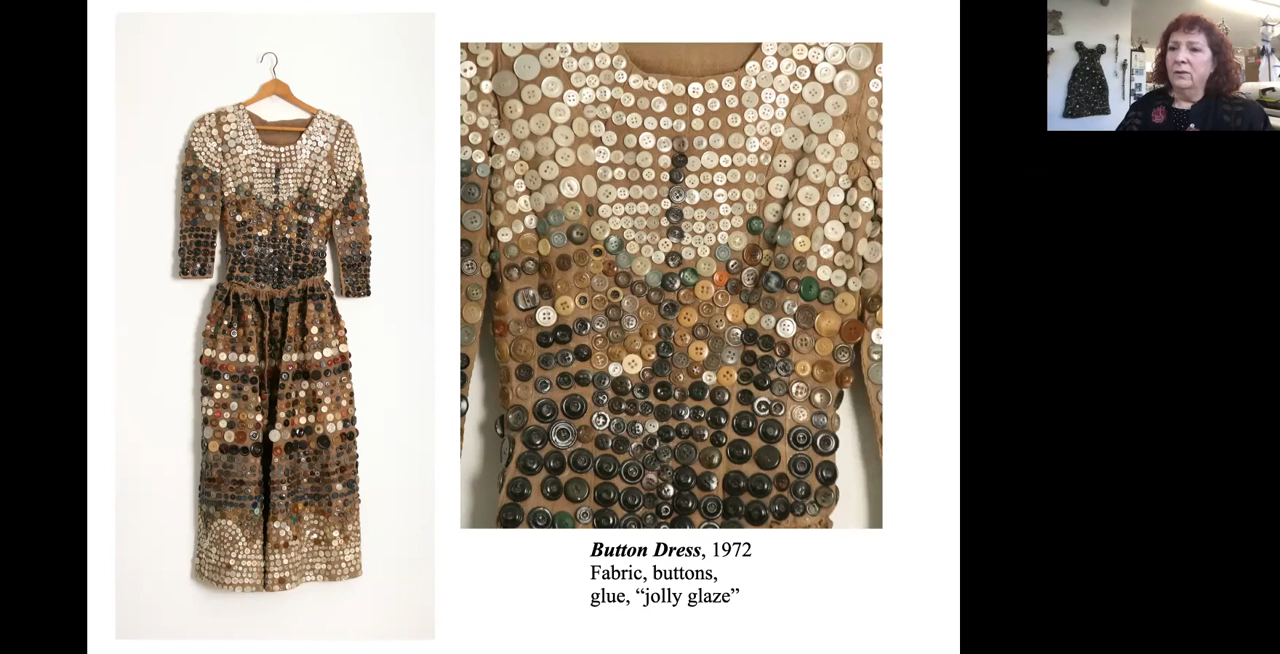 Button Dress, 1972
Fabric, buttons,
glue, “jolly glaze”